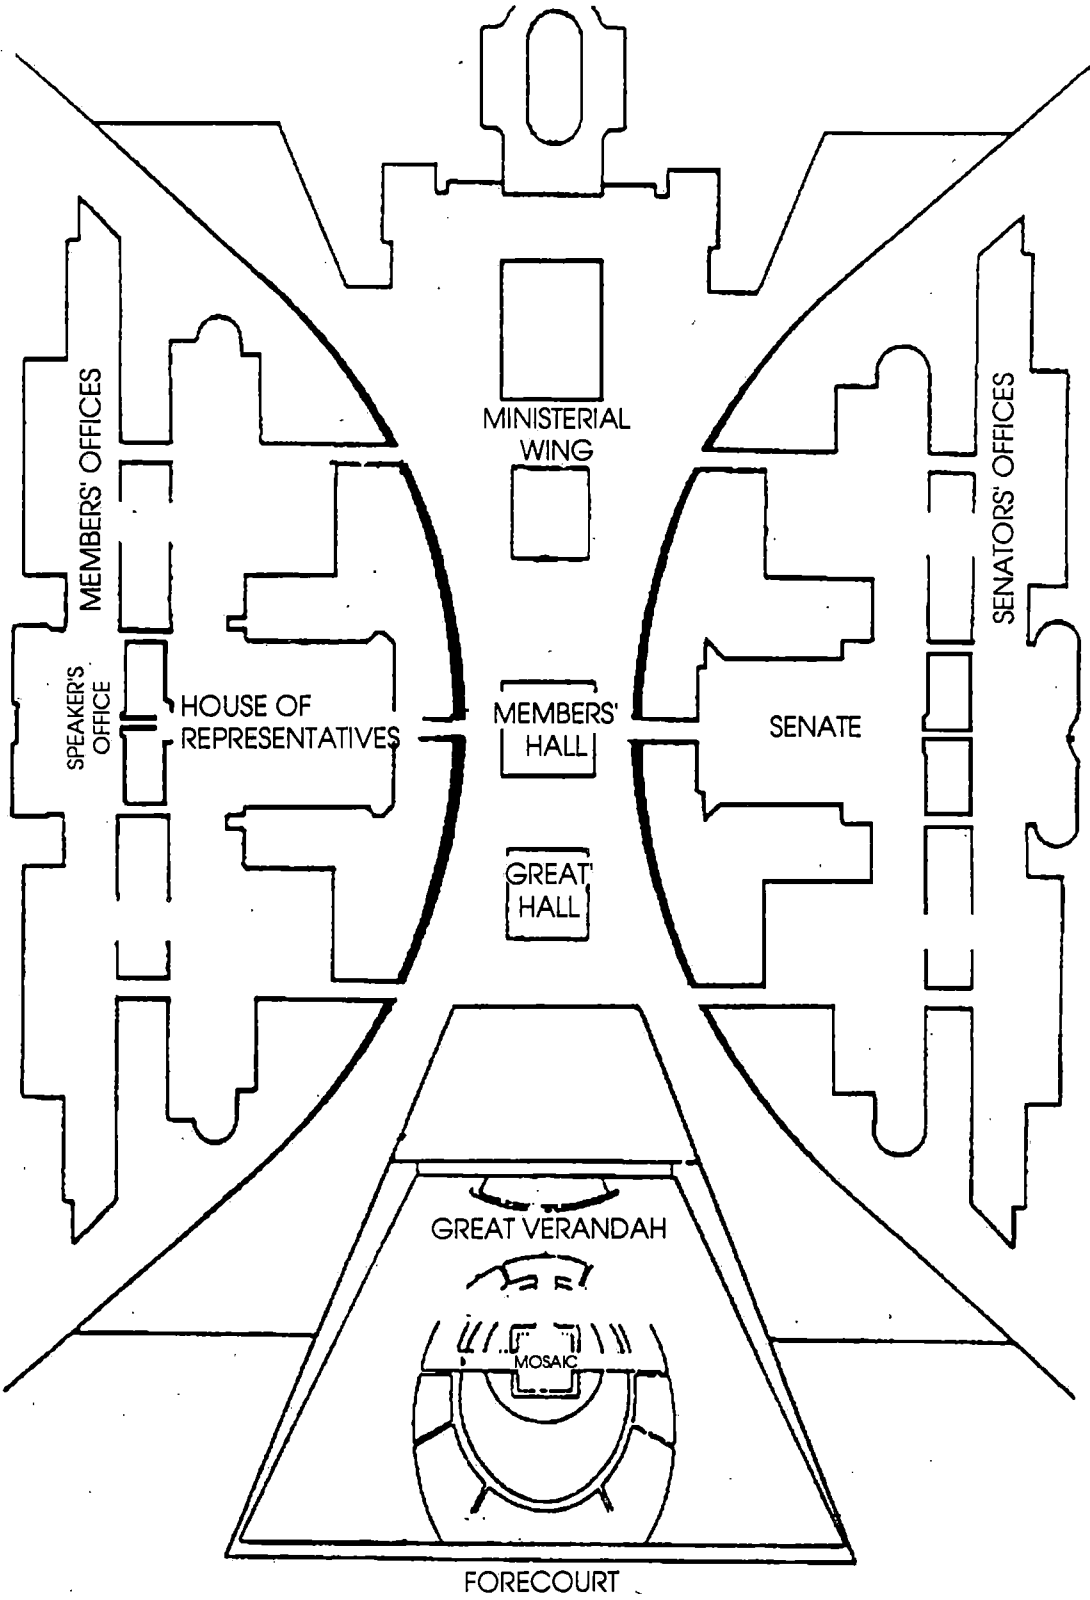 MINISTERIAL
WING
MEMBERS' OFFICES
SENATORS' OFFICES
SPEAKER'S
OFFICE
HOUSE OF
REPRESENTATIVES
MEMBERS'
HALL
SENATE
GREAT
HALL
GREAT VERANDAH
MOSAIC
FORECOURT